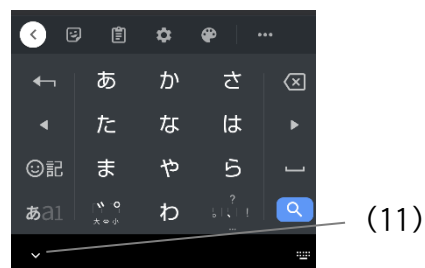 あ か さ
た な は
☺記 ま や ら
あa1 ゛゜ 大⇔小 わ 。?!、…
(11)